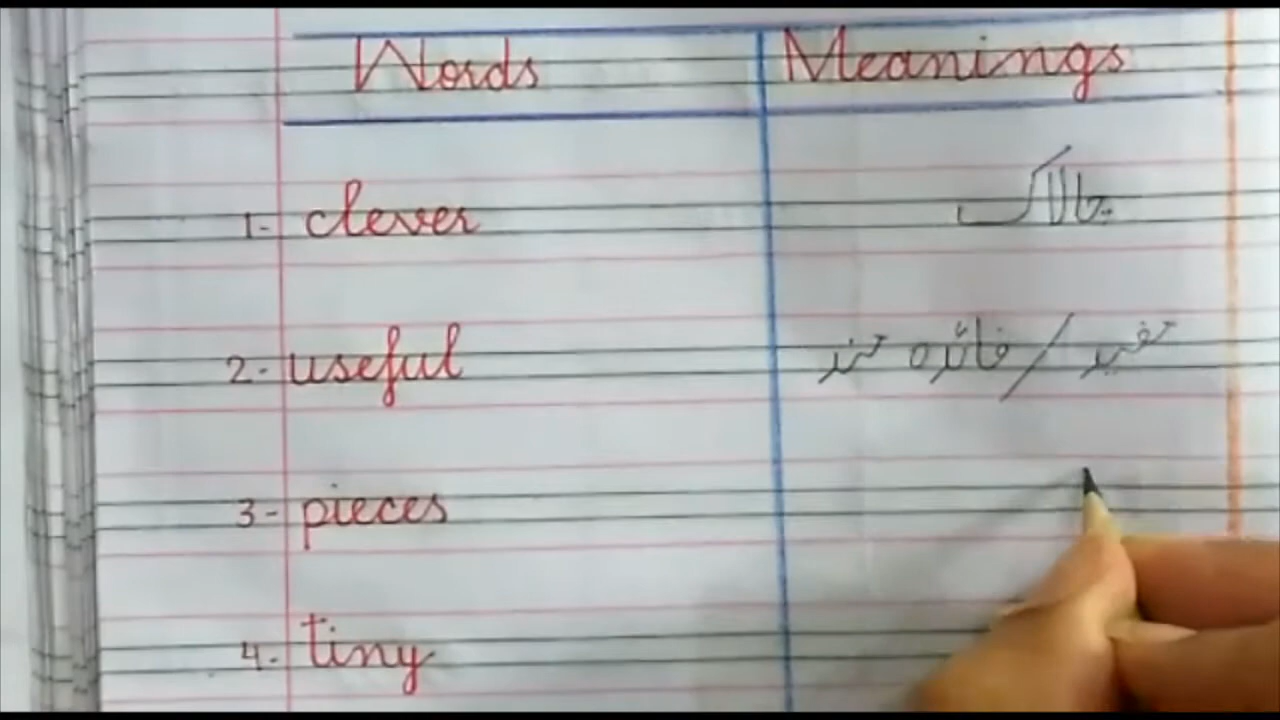 Words Meanings
1- clever چالاک
2- useful مفید / فائدہ مند
3- pieces
4- tiny